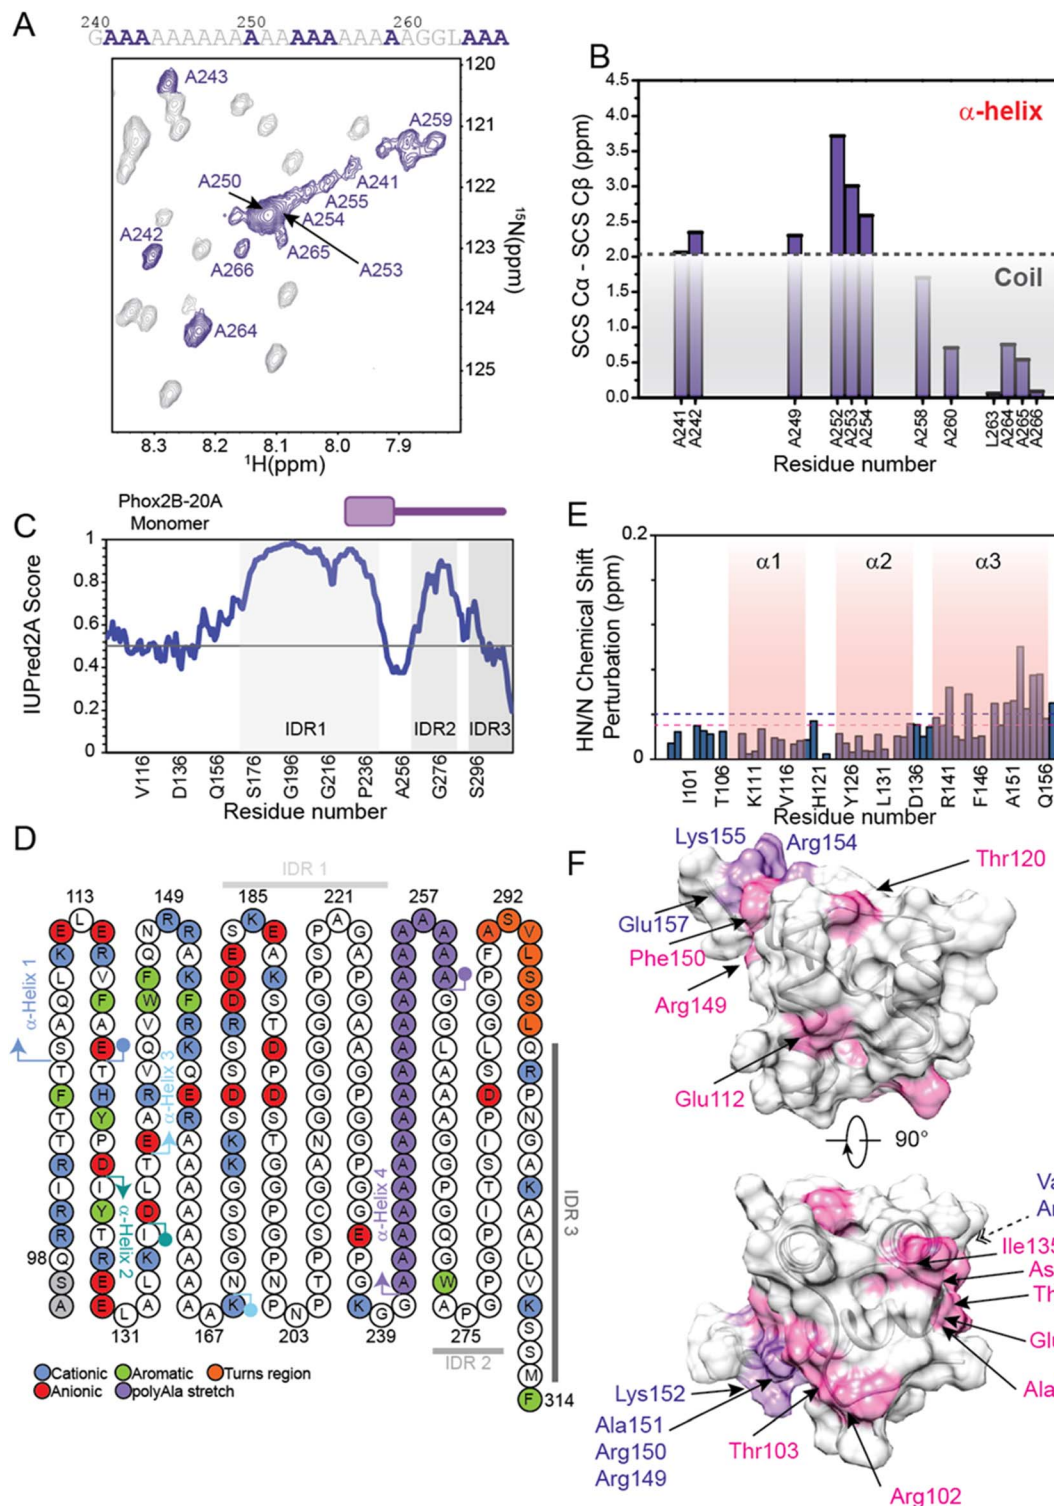 A
240 250 260
GAAAAAAAAAAAAAAAAAAAAAGGLAAA
A243
A259
A250
A241
A255
A254
A242
A265
A266
A253
A264
120
121
122
123
124
125
¹⁵N(ppm)
8.3 8.2 8.1 8.0 7.9
¹H(ppm)
B
SCS Cα - SCS Cβ (ppm)
4.5
4.0
3.5
3.0
2.5
2.0
1.5
1.0
0.5
0.0
α-helix
Coil
A241 A242 A249 A252 A253 A254 A258 A260 L263 A264 A265 A266
Residue number
C
Phox2B-20A
Monomer
IUPred2A Score
1
0.8
0.6
0.4
0.2
0
IDR1 IDR2 IDR3
V116 D136 Q156 S176 G196 G216 P236 A256 G276 S296
Residue number
E
HN/N Chemical Shift
Perturbation (ppm)
0.2
0
α1 α2 α3
I101 T106 K111 V116 H121 Y126 L131 D136 R141 F146 A151 Q156
Residue number
D
IDR 1
113 149 185 221 257 292
α-Helix 1
α-Helix 2
α-Helix 3
α-Helix 4
IDR 3
98
131 167 203 239 275
IDR 2
314
Cationic Aromatic Turns region
Anionic polyAla stretch
F
Lys155
Arg154
Thr120
Glu157
Phe150
Arg149
Glu112
90°
Va
Ar
Ile135
As
Th
Glu
Ala
Lys152
Ala151
Arg150
Arg149
Thr103
Arg102